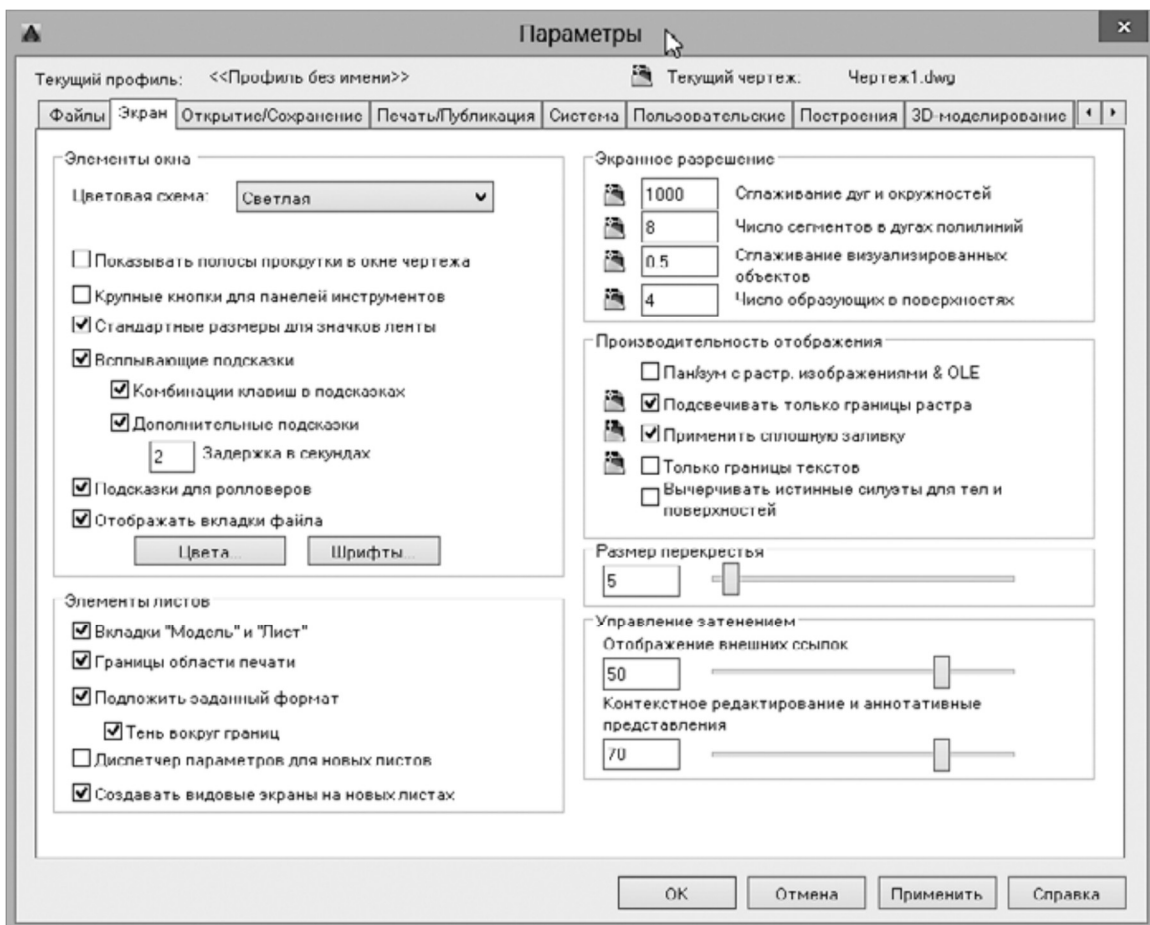 Параметры
Текущий профиль: <<Профиль без имени>> Текущий чертеж: Чертеж1.dwg
Файлы Экран Открытие/Сохранение Печать/Публикация Система Пользовательские Построения 3D-моделирование
Элементы окна
Цветовая схема: Светлая
Показывать полосы прокрутки в окне чертежа
Крупные кнопки для панелей инструментов
Стандартные размеры для значков ленты
Всплывающие подсказки
Комбинации клавиш в подсказках
Дополнительные подсказки
2 Задержка в секундах
Подсказки для ролловеров
Отображать вкладки файла
Цвета... Шрифты...
Элементы листов
Вкладки "Модель" и "Лист"
Границы области печати
Подложить заданный формат
Тень вокруг границ
Диспетчер параметров для новых листов
Создавать видовые экраны на новых листах
Экранное разрешение
1000 Сглаживание дуг и окружностей
8 Число сегментов в дугах полилиний
0.5 Сглаживание визуализированных
объектов
4 Число образующих в поверхностях
Производительность отображения
Пан/зум с растр. изображениями & OLE
Подсвечивать только границы растра
Применить сплошную заливку
Только границы текстов
Вычерчивать истинные силуэты для тел и
поверхностей
Размер перекрестья
5
Управление затенением
Отображение внешних ссылок
50
Контекстное редактирование и аннотативные
представления
70
OK Отмена Применить Справка